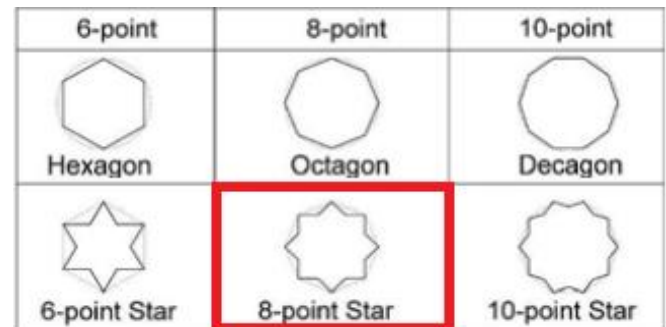 6-point 8-point 10-point
Hexagon Octagon Decagon
6-point Star 8-point Star 10-point Star